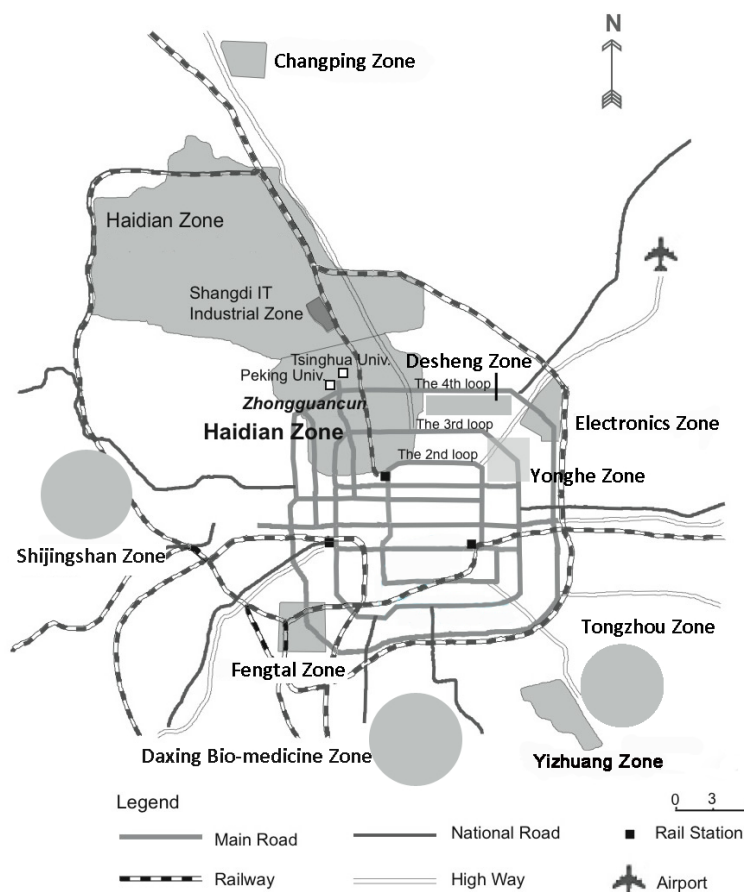 N
Changping Zone
Haidian Zone
Shangdi IT
Industrial Zone
Tsinghua Univ.
Peking Univ.
Zhongguancun
Haidian Zone
Desheng Zone
The 4th loop
The 3rd loop
The 2nd loop
Electronics Zone
Yonghe Zone
Shijingshan Zone
Tongzhou Zone
Fengtal Zone
Daxing Bio-medicine Zone
Yizhuang Zone
Legend
0 3
Main Road
National Road
Rail Station
Railway
High Way
Airport